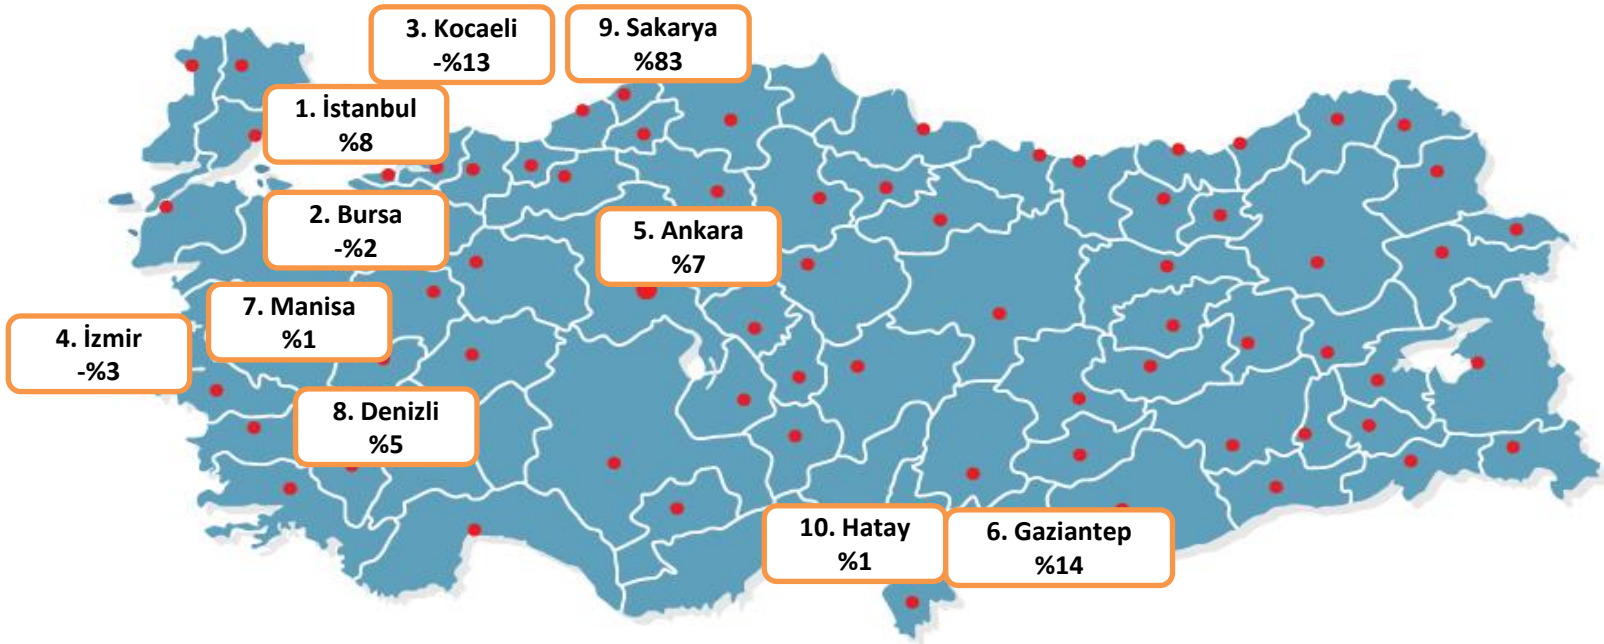 3. Kocaeli
-%13
9. Sakarya
%83
1. İstanbul
%8
2. Bursa
-%2
5. Ankara
%7
7. Manisa
%1
4. İzmir
-%3
8. Denizli
%5
10. Hatay
%1
6. Gaziantep
%14